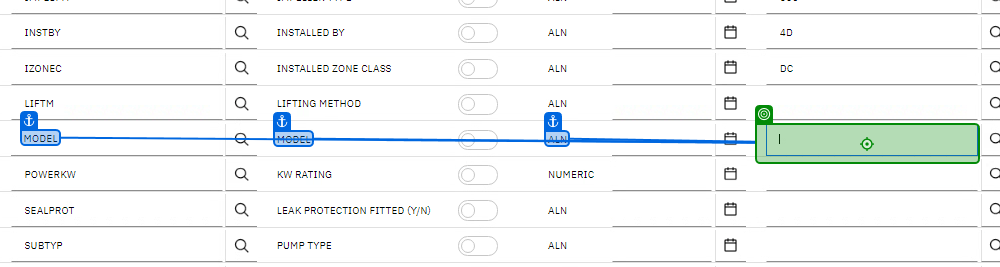 INSTBY INSTALLED BY ALN 4D
IZONEC INSTALLED ZONE CLASS ALN DC
LIFTM LIFTING METHOD ALN
MODEL MODEL ALN
POWERKW KW RATING NUMERIC
SEALPROT LEAK PROTECTION FITTED (Y/N) ALN
SUBTYP PUMP TYPE ALN